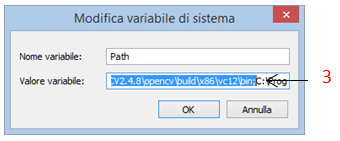 Modifica variabile di sistema
Nome variabile: Path
Valore variabile: CV2.4.8\opencv\build\x86\vc12\bin;C:\Prog
3
OK Annulla